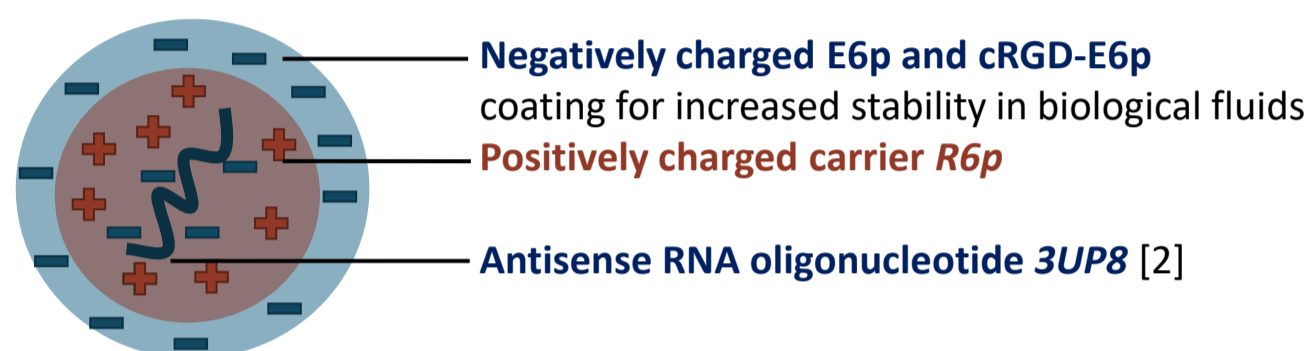 Negatively charged E6p and cRGD-E6p
coating for increased stability in biological fluids
Positively charged carrier R6p
Antisense RNA oligonucleotide 3UP8 [2]